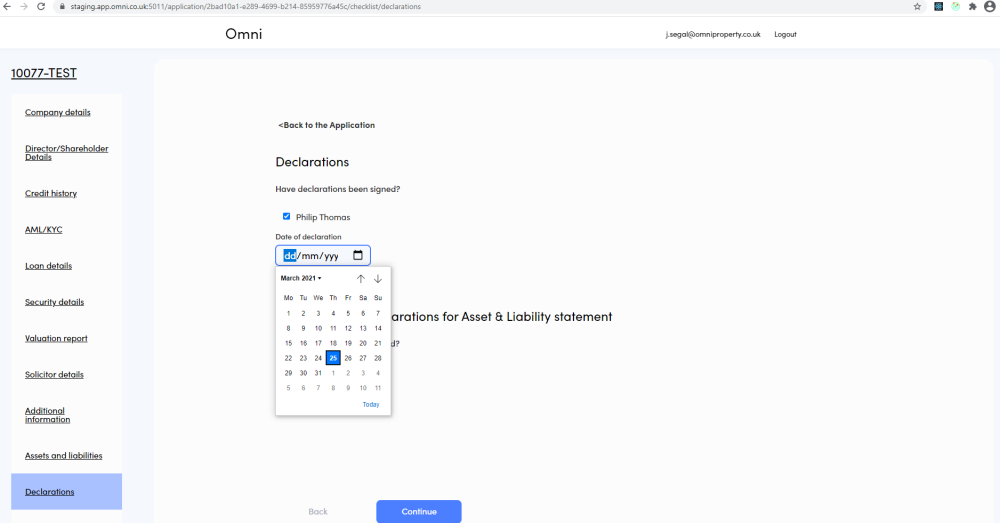 staging.app.omni.co.uk:5011/application/2bad10a1-e289-4699-b214-85959776a45c/checklist/declarations
Omni
j.segal@omniproperty.co.uk Logout
10077-TEST
Company details
Director/Shareholder
Details
Credit history
AML/KYC
Loan details
Security details
Valuation report
Solicitor details
Additional
information
Assets and liabilities
Declarations
<Back to the Application
Declarations
Have declarations been signed?
Philip Thomas
Date of declaration
dd/mm/yyy
March 2021
Mo Tu We Th Fr Sa Su
1 2 3 4 5 6 7
8 9 10 11 12 13 14
15 16 17 18 19 20 21
22 23 24 25 26 27 28
29 30 31 1 2 3 4
5 6 7 8 9 10 11
Today
arations for Asset & Liability statement
d?
Back Continue